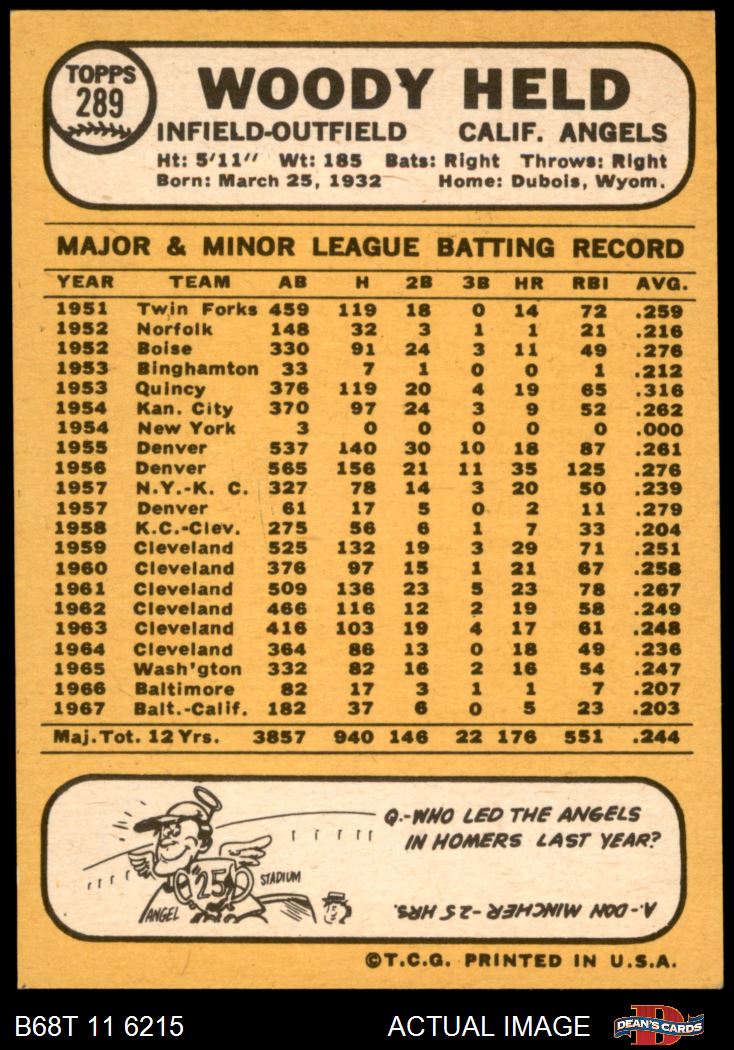 TOPPS
289
WOODY HELD
INFIELD-OUTFIELD CALIF. ANGELS
Ht: 5'11" Wt: 185 Bats: Right Throws: Right
Born: March 25, 1932 Home: Dubois, Wyom.
MAJOR & MINOR LEAGUE BATTING RECORD
YEAR TEAM AB H 2B 3B HR RBI AVG.
1951 Twin Forks 459 119 18 0 14 72 .259
1952 Norfolk 148 32 3 1 1 21 .216
1952 Boise 330 91 24 3 11 49 .276
1953 Binghamton 33 7 1 0 0 1 .212
1953 Quincy 376 119 20 4 19 65 .316
1954 Kan. City 370 97 24 3 9 52 .262
1954 New York 3 0 0 0 0 0 .000
1955 Denver 537 140 30 10 18 87 .261
1956 Denver 565 156 21 11 35 125 .276
1957 N.Y.-K. C. 327 78 14 3 20 50 .239
1957 Denver 61 17 5 0 2 11 .279
1958 K.C.-Clev. 275 56 6 1 7 33 .204
1959 Cleveland 525 132 19 3 29 71 .251
1960 Cleveland 376 97 15 1 21 67 .258
1961 Cleveland 509 136 23 5 23 78 .267
1962 Cleveland 466 116 12 2 19 58 .249
1963 Cleveland 416 103 19 4 17 61 .248
1964 Cleveland 364 86 13 0 18 49 .236
1965 Wash'gton 332 82 16 2 16 54 .247
1966 Baltimore 82 17 3 1 1 7 .207
1967 Balt.-Calif. 182 37 6 0 5 23 .203
Maj. Tot. 12 Yrs. 3857 940 146 22 176 551 .244
Q.-WHO LED THE ANGELS
IN HOMERS LAST YEAR?
25
STADIUM
ANGEL
A.- DON MINCHER-25 HRS.
©T.C.G. PRINTED IN U.S.A.
B68T 11 6215 ACTUAL IMAGE
D
DEAN'S CARDS